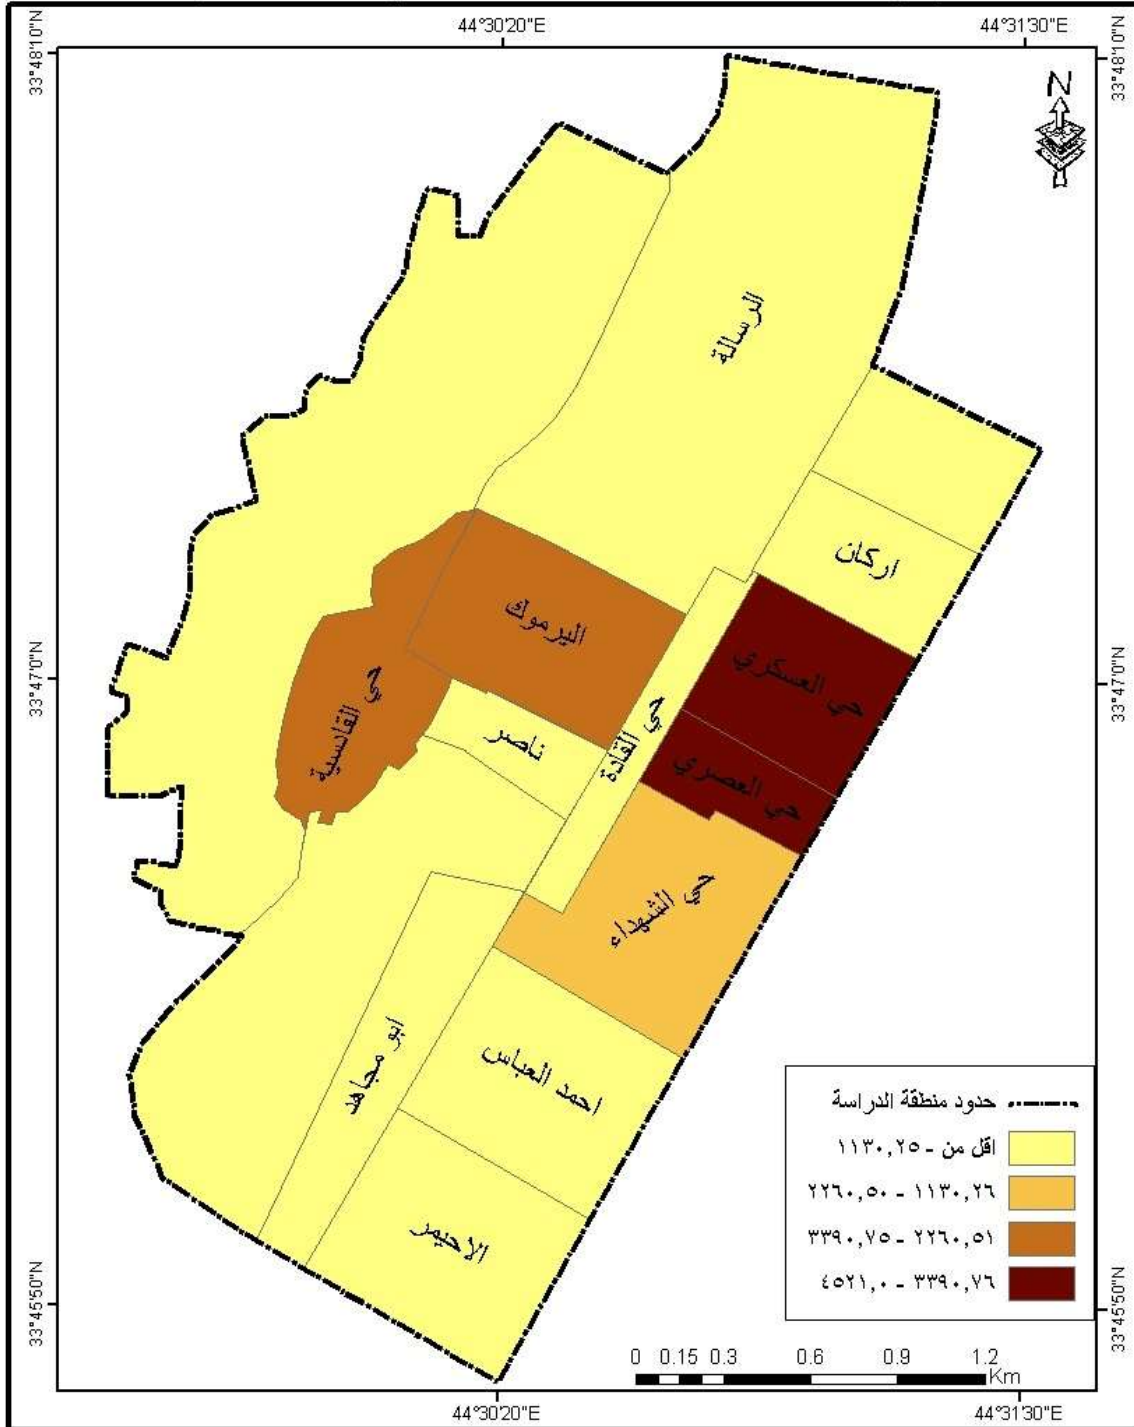 44°30'20"E
44°31'30"E
33°48'10"N
33°48'10"N
N
الرسالة
اركان
اليرموك
حي العسكري
حي القادسية
ناصر
حي القادة
حي العصري
حي الشهداء
ابو مجاهد
احمد العباس
الاحيمر
33°47'0"N
33°47'0"N
حدود منطقة الدراسة
اقل من - ١١٣٠,٢٥
١١٣٠,٢٦ - ٢٢٦٠,٥٠
٢٢٦٠,٥١ - ٣٣٩٠,٧٥
٣٣٩٠,٧٦ - ٤٥٢١,٠
33°45'50"N
33°45'50"N
0 0.15 0.3 0.6 0.9 1.2
Km
44°30'20"E
44°31'30"E